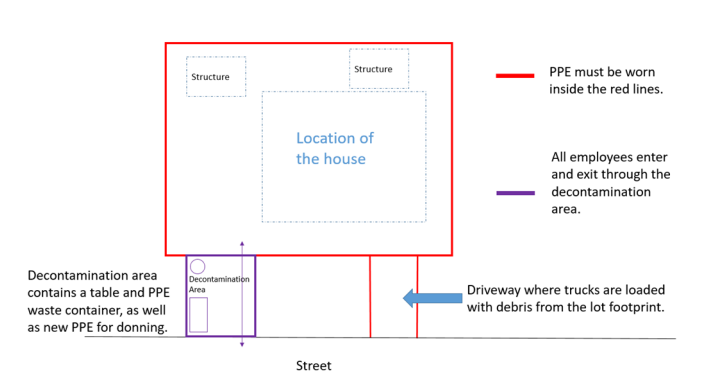 Structure
Structure
PPE must be worn
inside the red lines.
Location of
the house
All employees enter
and exit through the
decontamination
area.
Decontamination area
contains a table and PPE
waste container, as well
as new PPE for donning.
Decontamination
Area
Driveway where trucks are loaded
with debris from the lot footprint.
Street